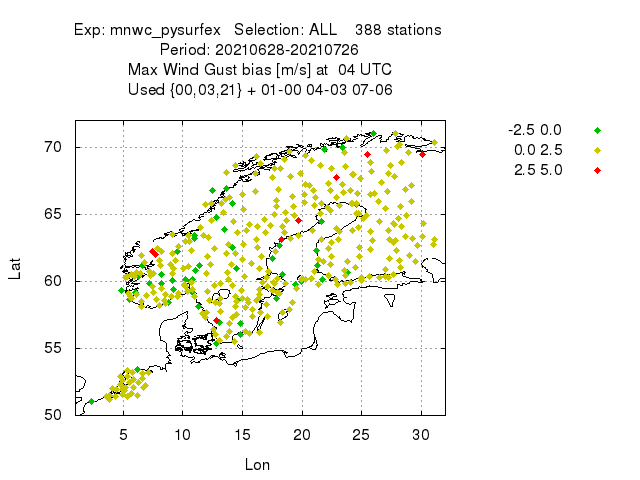 Exp: mnwc_pysurfex   Selection: ALL    388 stations
Period: 20210628-20210726
Max Wind Gust bias [m/s] at  04 UTC
Used {00,03,21} + 01-00 04-03 07-06
-2.5 0.0
0.0 2.5
2.5 5.0
70
65
60
55
50
Lat
5 10 15 20 25 30
Lon